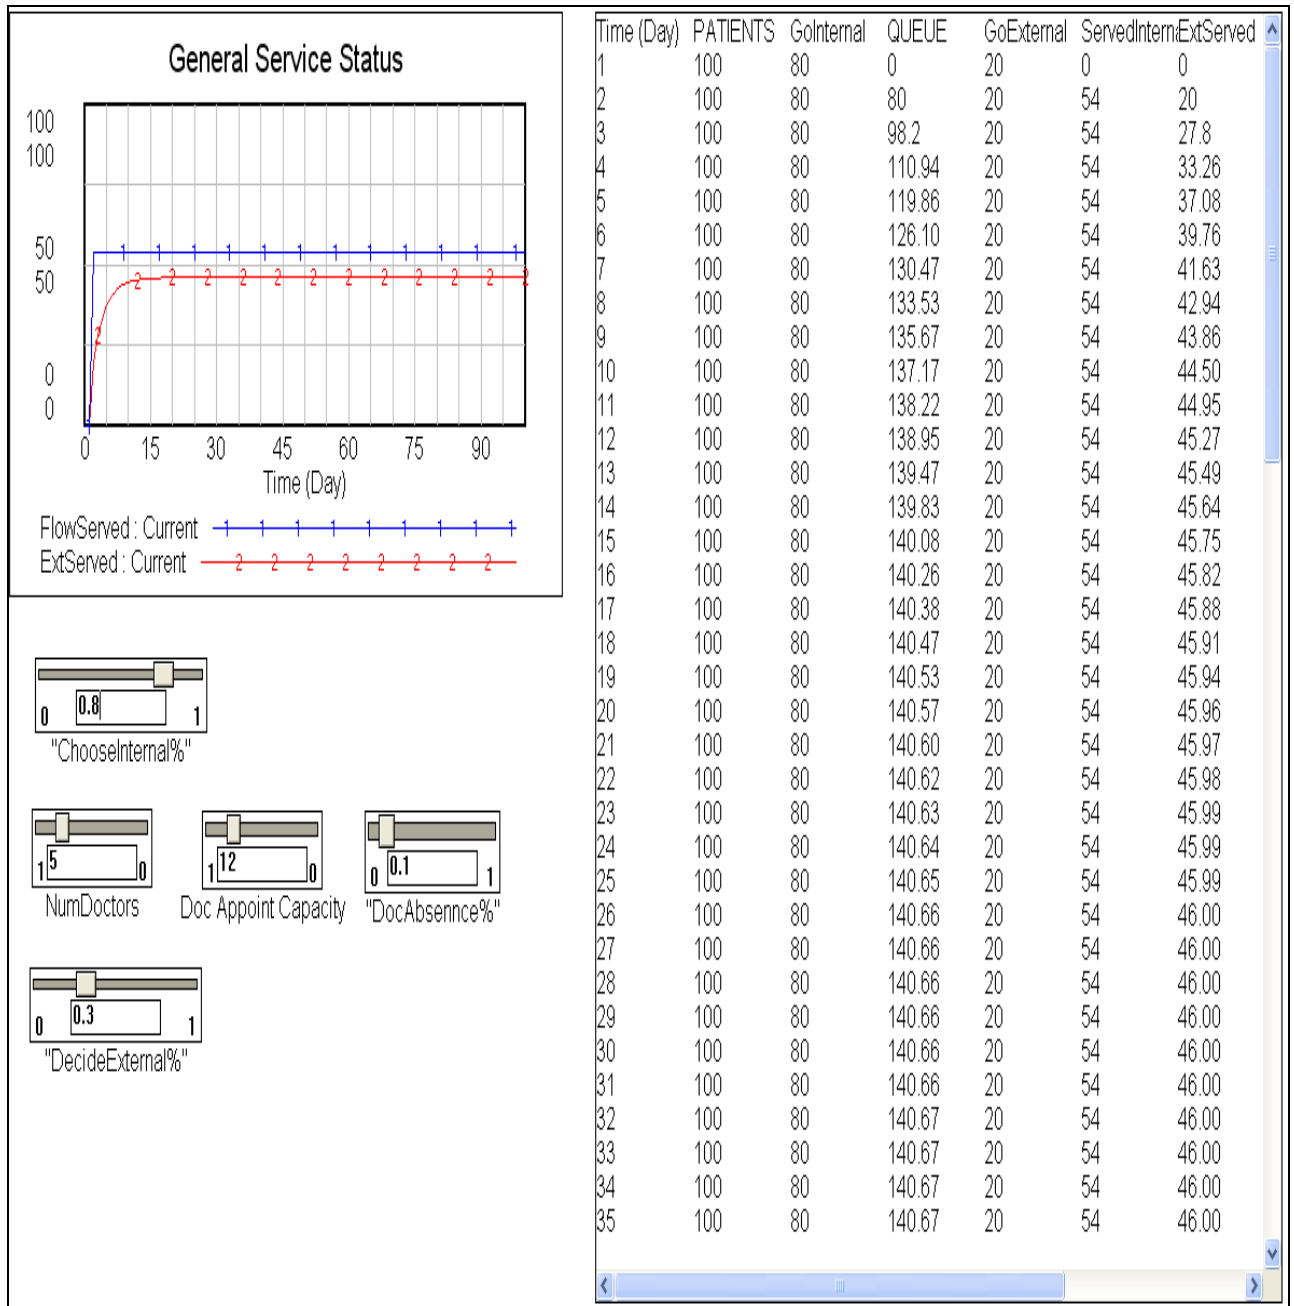 General Service Status
100
100
50
50
0
0
0 15 30 45 60 75 90
Time (Day)
FlowServed : Current 1 1 1 1 1 1 1 1 1
ExtServed : Current 2 2 2 2 2 2 2 2
0.8
0 1
"ChooseInternal%"
1 5 0
NumDoctors
1 12 0
Doc Appoint Capacity
0 0.1 1
"DocAbsennce%"
0 0.3 1
"DecideExternal%"
Time (Day) PATIENTS GoInternal QUEUE GoExternal ServedInterna ExtServed
1 100 80 0 20 0 0
2 100 80 80 20 54 20
3 100 80 98.2 20 54 27.8
4 100 80 110.94 20 54 33.26
5 100 80 119.86 20 54 37.08
6 100 80 126.10 20 54 39.76
7 100 80 130.47 20 54 41.63
8 100 80 133.53 20 54 42.94
9 100 80 135.67 20 54 43.86
10 100 80 137.17 20 54 44.50
11 100 80 138.22 20 54 44.95
12 100 80 138.95 20 54 45.27
13 100 80 139.47 20 54 45.49
14 100 80 139.83 20 54 45.64
15 100 80 140.08 20 54 45.75
16 100 80 140.26 20 54 45.82
17 100 80 140.38 20 54 45.88
18 100 80 140.47 20 54 45.91
19 100 80 140.53 20 54 45.94
20 100 80 140.57 20 54 45.96
21 100 80 140.60 20 54 45.97
22 100 80 140.62 20 54 45.98
23 100 80 140.63 20 54 45.99
24 100 80 140.64 20 54 45.99
25 100 80 140.65 20 54 45.99
26 100 80 140.66 20 54 46.00
27 100 80 140.66 20 54 46.00
28 100 80 140.66 20 54 46.00
29 100 80 140.66 20 54 46.00
30 100 80 140.66 20 54 46.00
31 100 80 140.66 20 54 46.00
32 100 80 140.67 20 54 46.00
33 100 80 140.67 20 54 46.00
34 100 80 140.67 20 54 46.00
35 100 80 140.67 20 54 46.00